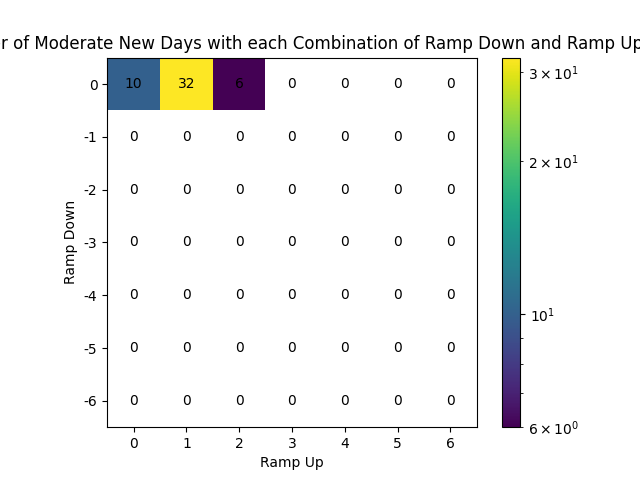 r of Moderate New Days with each Combination of Ramp Down and Ramp Up
0 10 32 6 0 0 0 0
-1 0 0 0 0 0 0 0
-2 0 0 0 0 0 0 0
-3 0 0 0 0 0 0 0
-4 0 0 0 0 0 0 0
-5 0 0 0 0 0 0 0
-6 0 0 0 0 0 0 0
0 1 2 3 4 5 6
Ramp Up
Ramp Down
3 × 10¹
2 × 10¹
10¹
6 × 10⁰